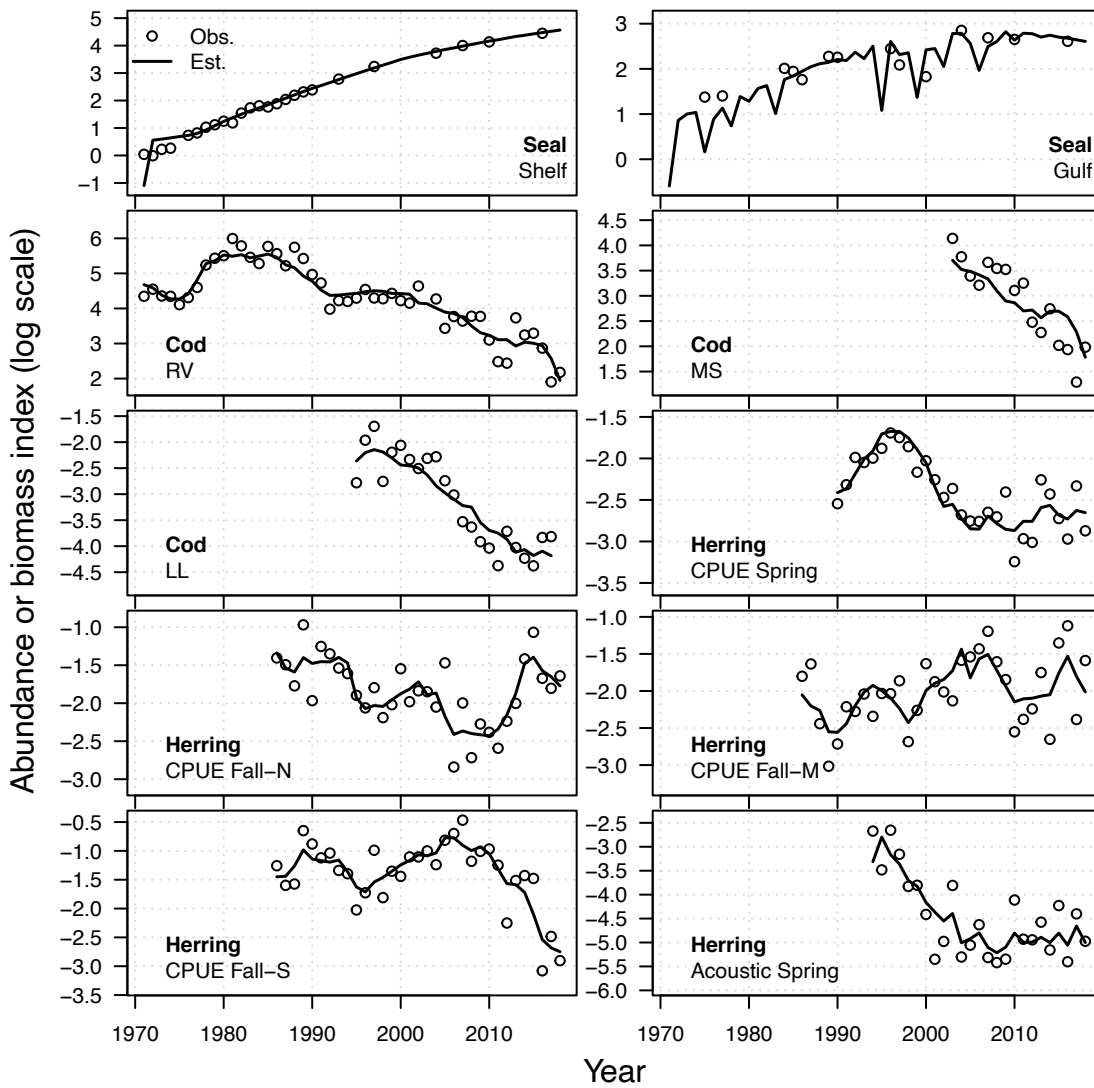 Abundance or biomass index (log scale)
5
4
3
2
1
0
−1
Obs.
Est.
Seal
Shelf
3
2
1
0
Seal
Gulf
6
5
4
3
2
Cod
RV
4.5
4.0
3.5
3.0
2.5
2.0
1.5
Cod
MS
−1.5
−2.0
−2.5
−3.0
−3.5
−4.0
−4.5
Cod
LL
−1.5
−2.0
−2.5
−3.0
−3.5
Herring
CPUE Spring
−1.0
−1.5
−2.0
−2.5
−3.0
Herring
CPUE Fall−N
−1.0
−1.5
−2.0
−2.5
−3.0
Herring
CPUE Fall−M
−0.5
−1.0
−1.5
−2.0
−2.5
−3.0
−3.5
Herring
CPUE Fall−S
−2.5
−3.0
−3.5
−4.0
−4.5
−5.0
−5.5
−6.0
Herring
Acoustic Spring
1970 1980 1990 2000 2010
1970 1980 1990 2000 2010
Year